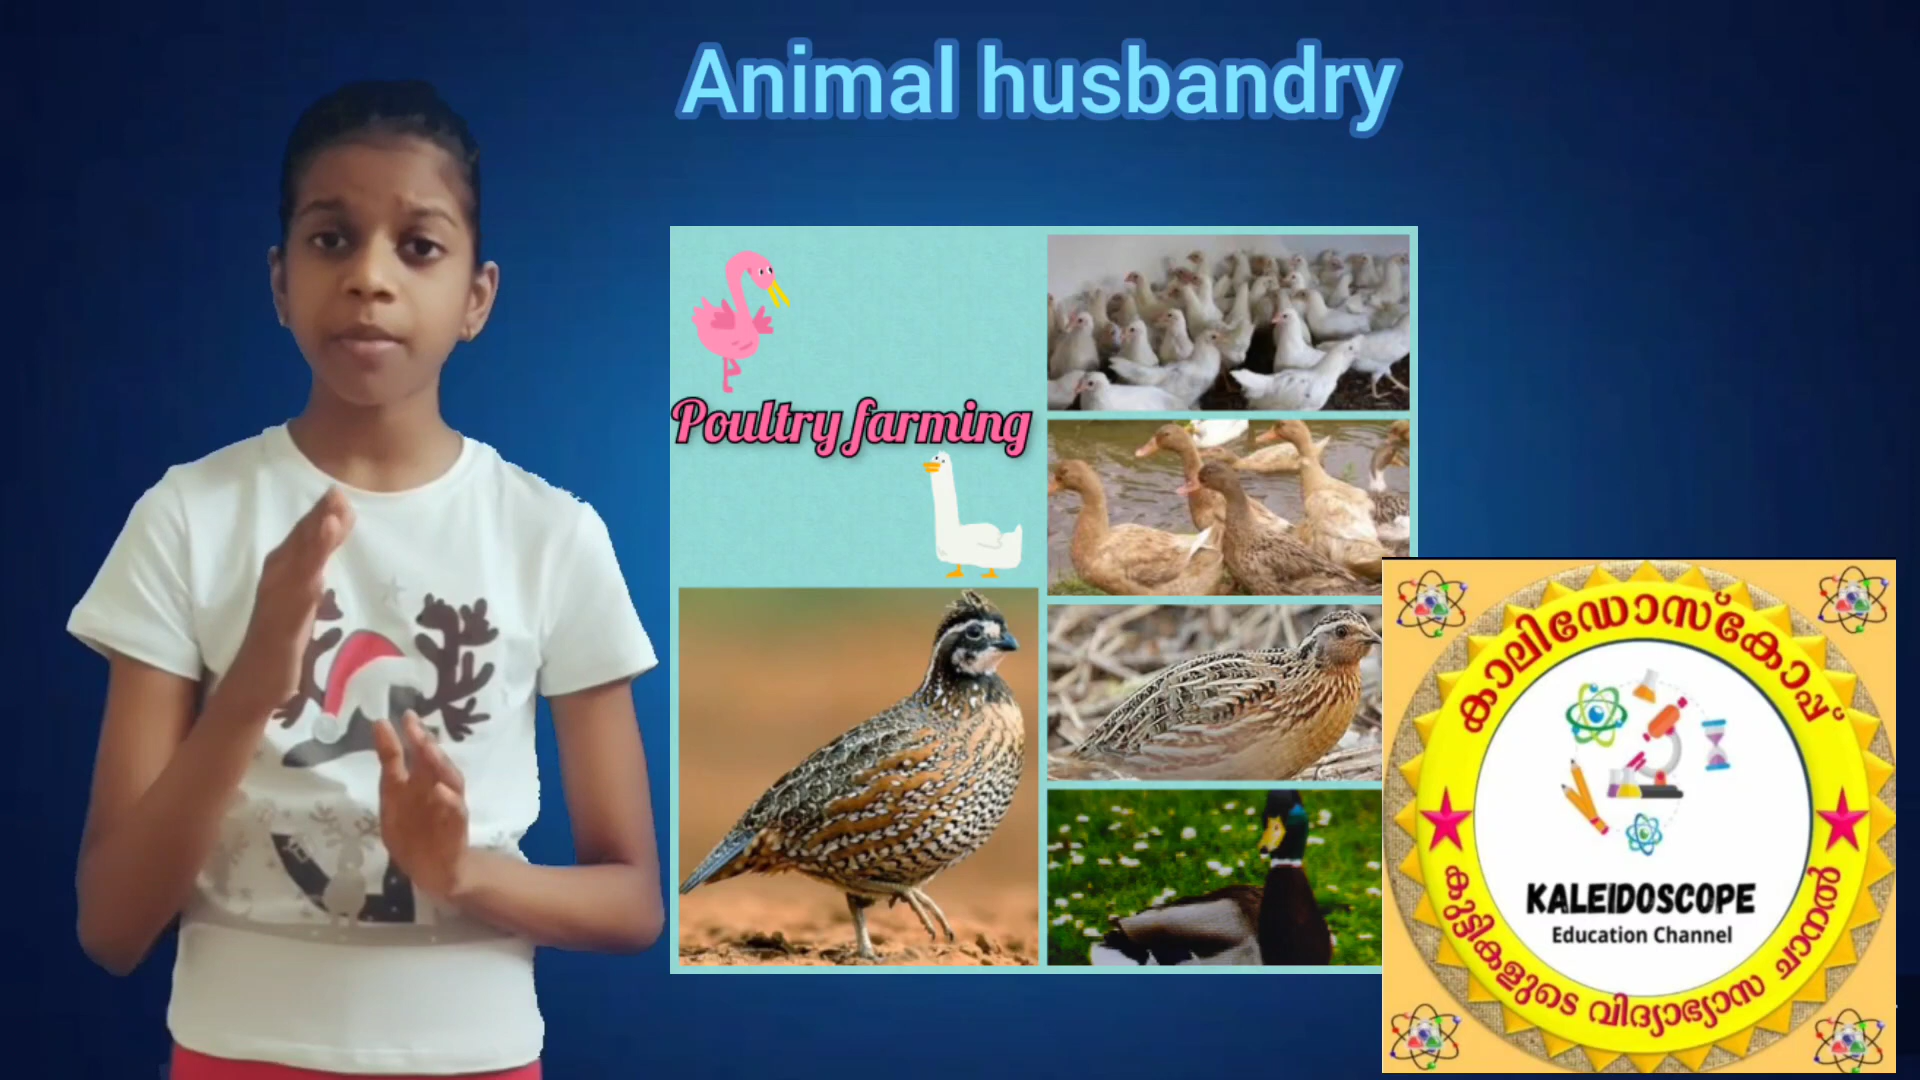 Animal husbandry
Poultry farming
കാലിഡോസ്കോപ്പ്
KALEIDOSCOPE
Education Channel
കുട്ടികളുടെ വിദ്യാഭ്യാസ ചാനൽ